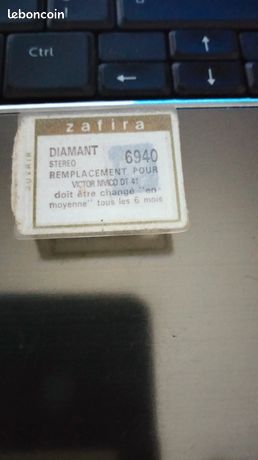 leboncoin
Ctrl
zafira
OUVRIR
DIAMANT 6940
STEREO
REMPLACEMENT POUR
VICTOR NIVICO DT 41
doit être changé "en
moyenne" tous les 6 mois